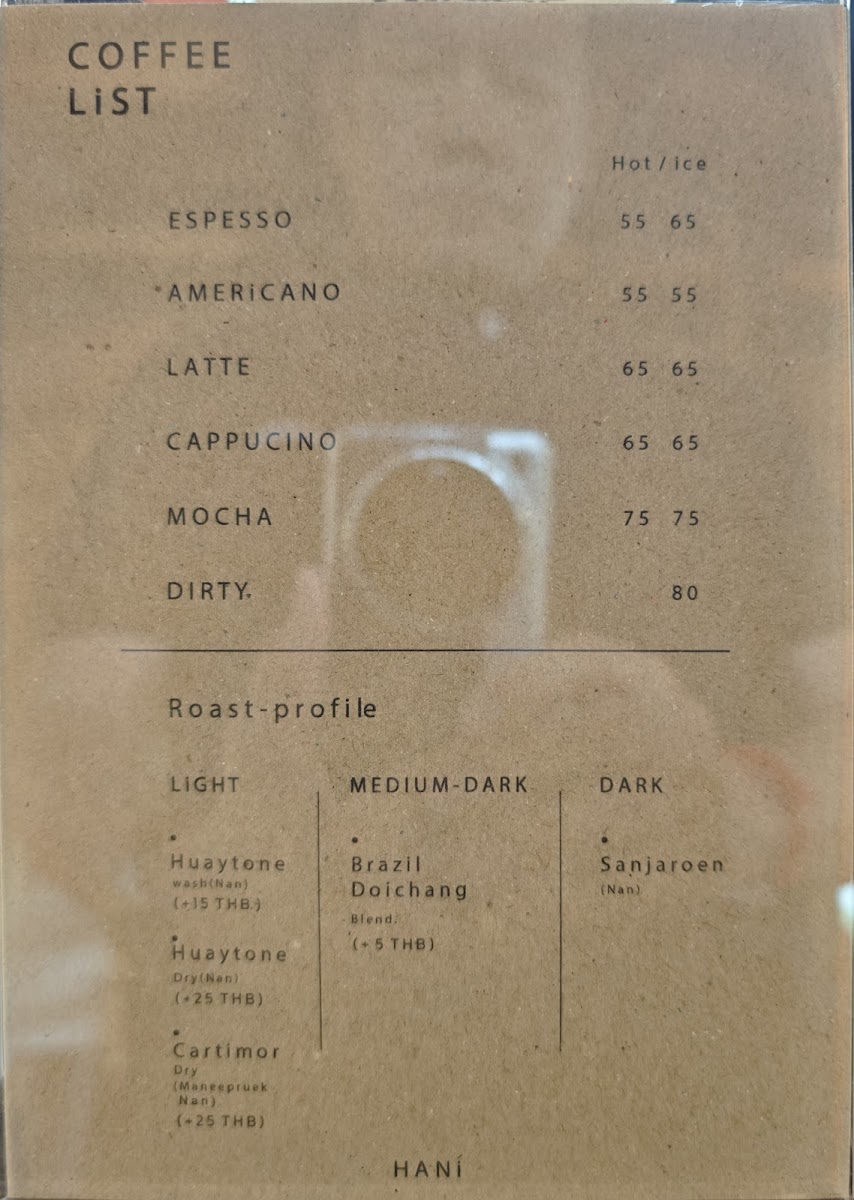 COFFEE
LiST
Hot / ice
ESPESSO 55 65
AMERiCANO 55 55
LATTE 65 65
CAPPUCINO 65 65
MOCHA 75 75
DIRTY. 80
Roast-profile
LiGHT
Huaytone
wash(Nan)
(+15 THB.)
Huaytone
Dry(Nan)
(+25 THB)
Cartimor
Dry
(Maneepruek
Nan)
(+25 THB)
MEDIUM-DARK
Brazil
Doichang
Blend.
(+5 THB)
DARK
Sanjaroen
(Nan)
HANÍ